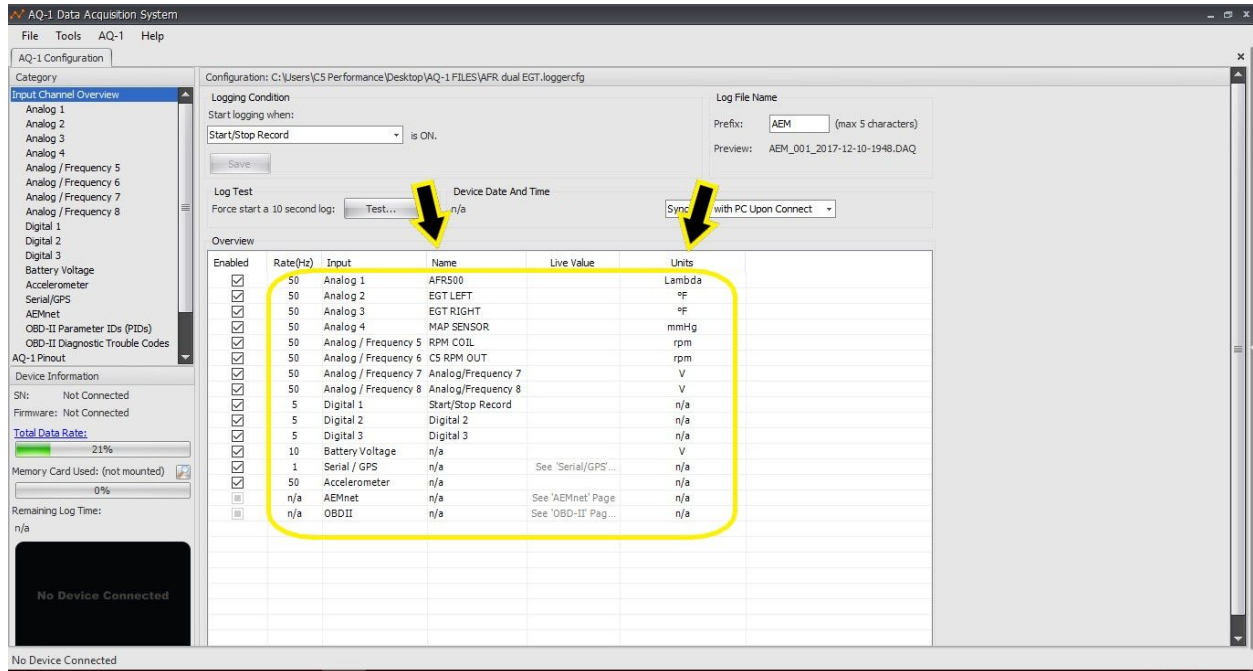 AQ-1 Data Acquisition System
File Tools AQ-1 Help
AQ-1 Configuration
Category
Input Channel Overview
Analog 1
Analog 2
Analog 3
Analog 4
Analog / Frequency 5
Analog / Frequency 6
Analog / Frequency 7
Analog / Frequency 8
Digital 1
Digital 2
Digital 3
Battery Voltage
Accelerometer
Serial/GPS
AEMnet
OBD-II Parameter IDs (PIDs)
OBD-II Diagnostic Trouble Codes
AQ-1 Pinout
Device Information
SN: Not Connected
Firmware: Not Connected
Total Data Rate:
21%
Memory Card Used: (not mounted)
0%
Remaining Log Time:
n/a
No Device Connected
Configuration: C:\Users\C5 Performance\Desktop\AQ-1 FILES\AFR dual EGT.loggercfg
Logging Condition
Start logging when:
Start/Stop Record is ON.
Save
Log File Name
Prefix: AEM (max 5 characters)
Preview: AEM_001_2017-12-10-1948.DAQ
Log Test
Force start a 10 second log: Test...
Device Date And Time
n/a with PC Upon Connect
Overview
Enabled Rate(Hz) Input Name Live Value Units
50 Analog 1 AFR500 Lambda
50 Analog 2 EGT LEFT ºF
50 Analog 3 EGT RIGHT ºF
50 Analog 4 MAP SENSOR mmHg
50 Analog / Frequency 5 RPM COIL rpm
50 Analog / Frequency 6 C5 RPM OUT rpm
50 Analog / Frequency 7 Analog/Frequency 7 V
50 Analog / Frequency 8 Analog/Frequency 8 V
5 Digital 1 Start/Stop Record n/a
5 Digital 2 Digital 2 n/a
5 Digital 3 Digital 3 n/a
10 Battery Voltage n/a V
1 Serial / GPS n/a See 'Serial/GPS'... n/a
50 Accelerometer n/a n/a
n/a AEMnet n/a See 'AEMnet' Page n/a
n/a OBDII n/a See 'OBD-II' Pag... n/a
No Device Connected